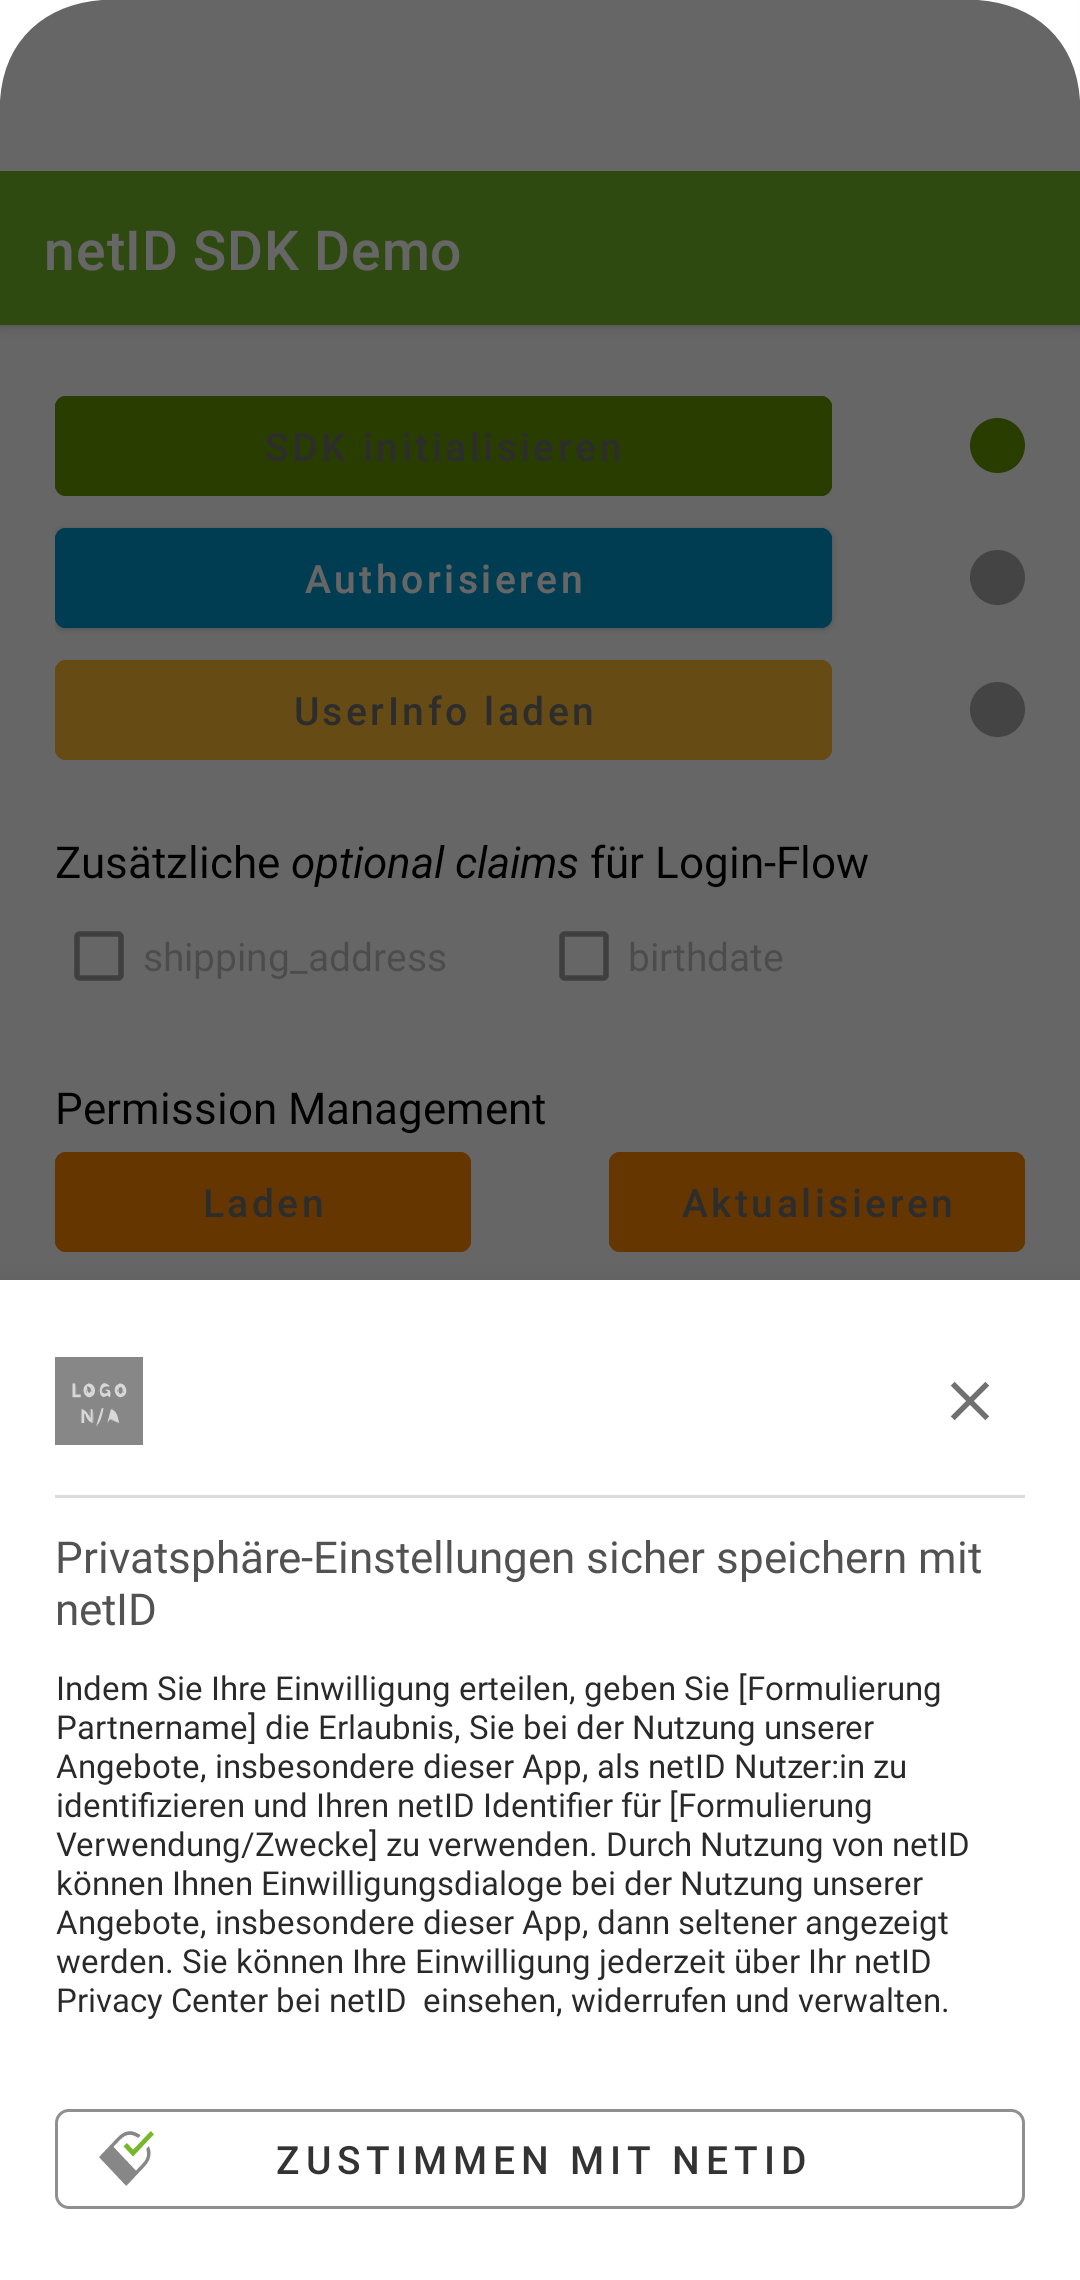 netID SDK Demo
SDK initialisieren
Authorisieren
UserInfo laden
Zusätzliche optional claims für Login-Flow
shipping_address birthdate
Permission Management
Laden Aktualisieren
LOGO
N/A
Privatsphäre-Einstellungen sicher speichern mit
netID
Indem Sie Ihre Einwilligung erteilen, geben Sie [Formulierung
Partnername] die Erlaubnis, Sie bei der Nutzung unserer
Angebote, insbesondere dieser App, als netID Nutzer:in zu
identifizieren und Ihren netID Identifier für [Formulierung
Verwendung/Zwecke] zu verwenden. Durch Nutzung von netID
können Ihnen Einwilligungsdialoge bei der Nutzung unserer
Angebote, insbesondere dieser App, dann seltener angezeigt
werden. Sie können Ihre Einwilligung jederzeit über Ihr netID
Privacy Center bei netID  einsehen, widerrufen und verwalten.
ZUSTIMMEN MIT NETID